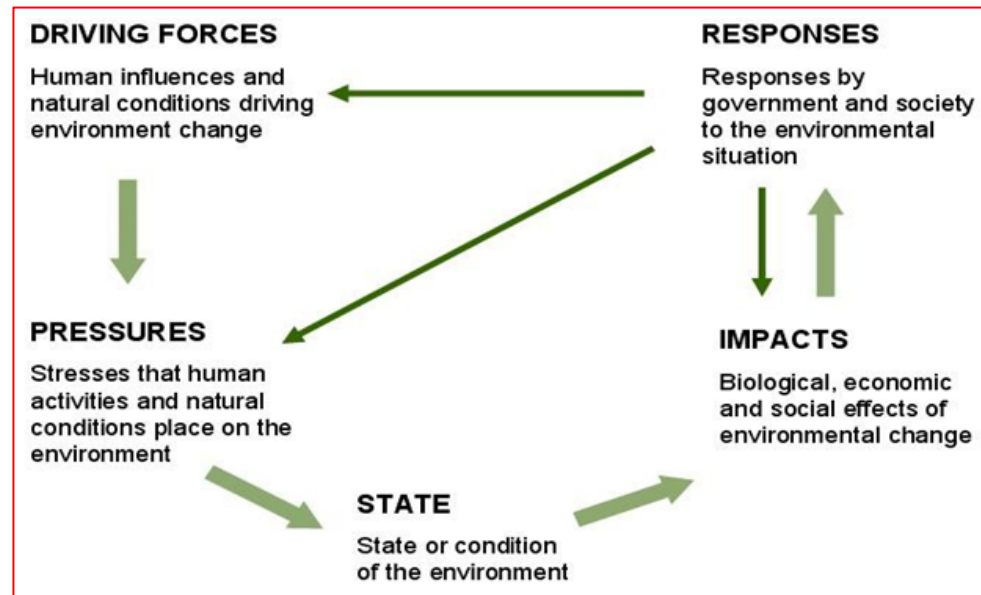 DRIVING FORCES
Human influences and
natural conditions driving
environment change
RESPONSES
Responses by
government and society
to the environmental
situation
PRESSURES
Stresses that human
activities and natural
conditions place on the
environment
IMPACTS
Biological, economic
and social effects of
environmental change
STATE
State or condition
of the environment